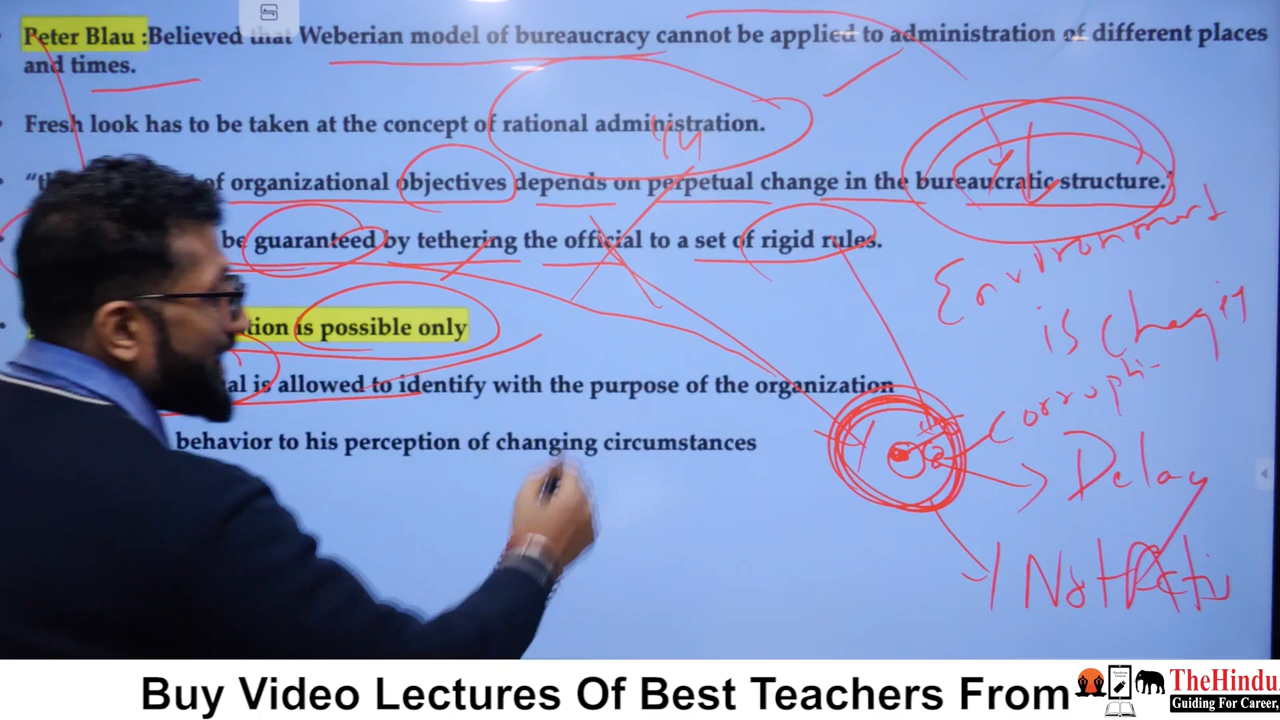 Peter Blau :Believed that Weberian model of bureaucracy cannot be applied to administration of different places
and times.
Fresh look has to be taken at the concept of rational administration.
of organizational objectives depends on perpetual change in the bureaucratic structure."
be guaranteed by tethering the official to a set of rigid rules.
is possible only
is allowed to identify with the purpose of the organization
behavior to his perception of changing circumstances
Environment
is
Delay
Buy Video Lectures Of Best Teachers From
TheHindu
Guiding For Career,